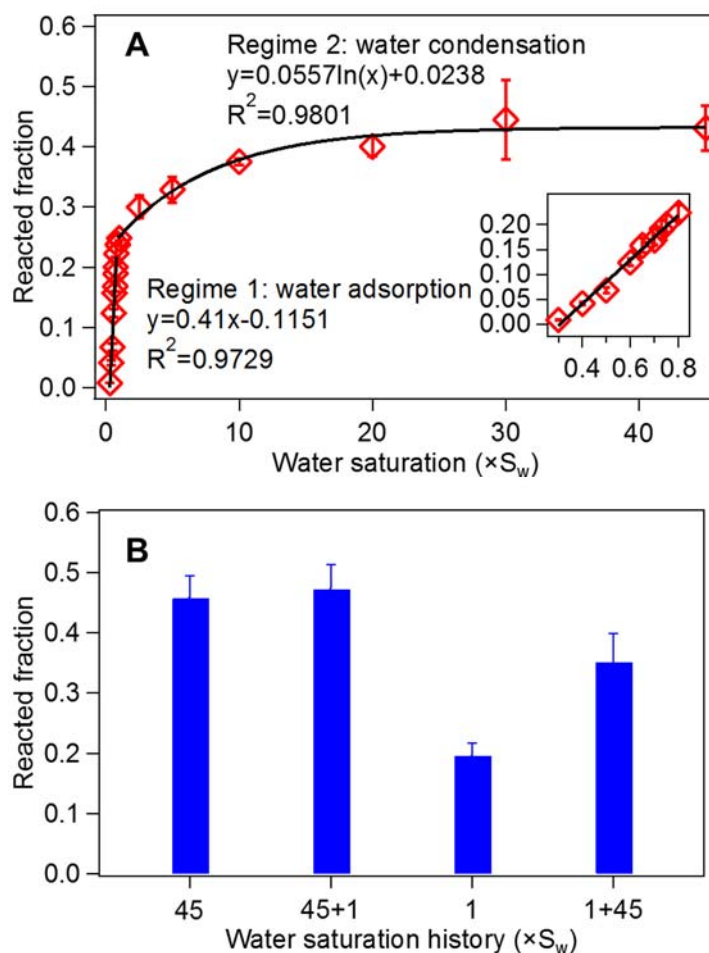 A
Regime 2: water condensation
y=0.0557ln(x)+0.0238
R²=0.9801
Regime 1: water adsorption
y=0.41x-0.1151
R²=0.9729
0.6
0.5
0.4
0.3
0.2
0.1
0.0
Reacted fraction
0.20
0.15
0.10
0.05
0.00
0.4 0.6 0.8
0 10 20 30 40
Water saturation (×Sw)
B
0.6
0.5
0.4
0.3
0.2
0.1
0.0
Reacted fraction
45 45+1 1 1+45
Water saturation history (×Sw)